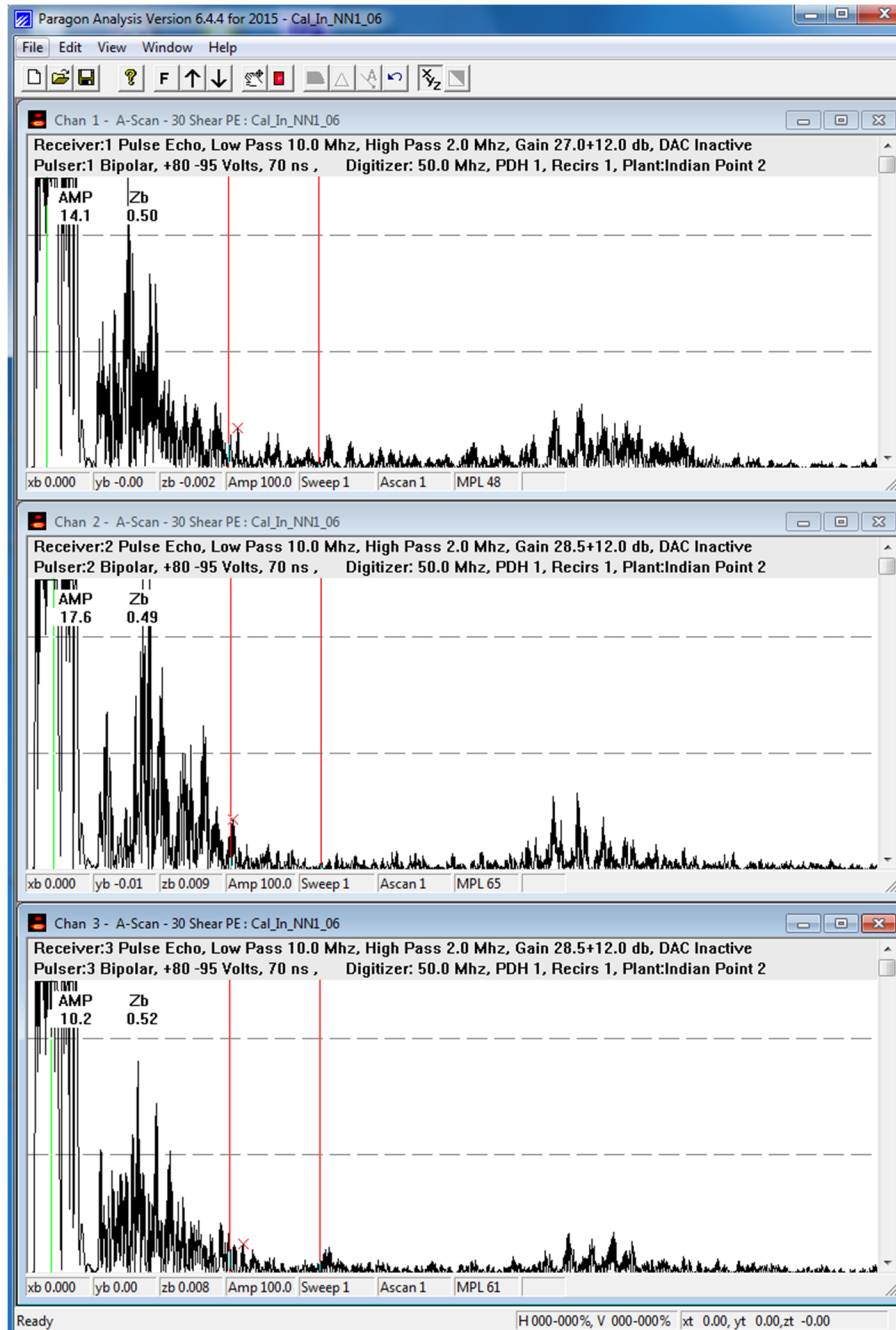 Paragon Analysis Version 6.4.4 for 2015 - Cal_In_NN1_06
File Edit View Window Help
F X Y Z A
Chan 1 - A-Scan - 30 Shear PE : Cal_In_NN1_06
Receiver:1 Pulse Echo, Low Pass 10.0 Mhz, High Pass 2.0 Mhz, Gain 27.0+12.0 db, DAC Inactive
Pulser:1 Bipolar, +80 -95 Volts, 70 ns , Digitizer: 50.0 Mhz, PDH 1, Recirs 1, Plant:Indian Point 2
AMP Zb
14.1 0.50
xb 0.000 yb -0.00 zb -0.002 Amp 100.0 Sweep 1 Ascan 1 MPL 48
Chan 2 - A-Scan - 30 Shear PE : Cal_In_NN1_06
Receiver:2 Pulse Echo, Low Pass 10.0 Mhz, High Pass 2.0 Mhz, Gain 28.5+12.0 db, DAC Inactive
Pulser:2 Bipolar, +80 -95 Volts, 70 ns , Digitizer: 50.0 Mhz, PDH 1, Recirs 1, Plant:Indian Point 2
AMP Zb
17.6 0.49
xb 0.000 yb -0.01 zb 0.009 Amp 100.0 Sweep 1 Ascan 1 MPL 65
Chan 3 - A-Scan - 30 Shear PE : Cal_In_NN1_06
Receiver:3 Pulse Echo, Low Pass 10.0 Mhz, High Pass 2.0 Mhz, Gain 28.5+12.0 db, DAC Inactive
Pulser:3 Bipolar, +80 -95 Volts, 70 ns , Digitizer: 50.0 Mhz, PDH 1, Recirs 1, Plant:Indian Point 2
AMP Zb
10.2 0.52
xb 0.000 yb 0.00 zb 0.008 Amp 100.0 Sweep 1 Ascan 1 MPL 61
Ready H 000-000%, V 000-000% xt 0.00, yt 0.00,zt -0.00